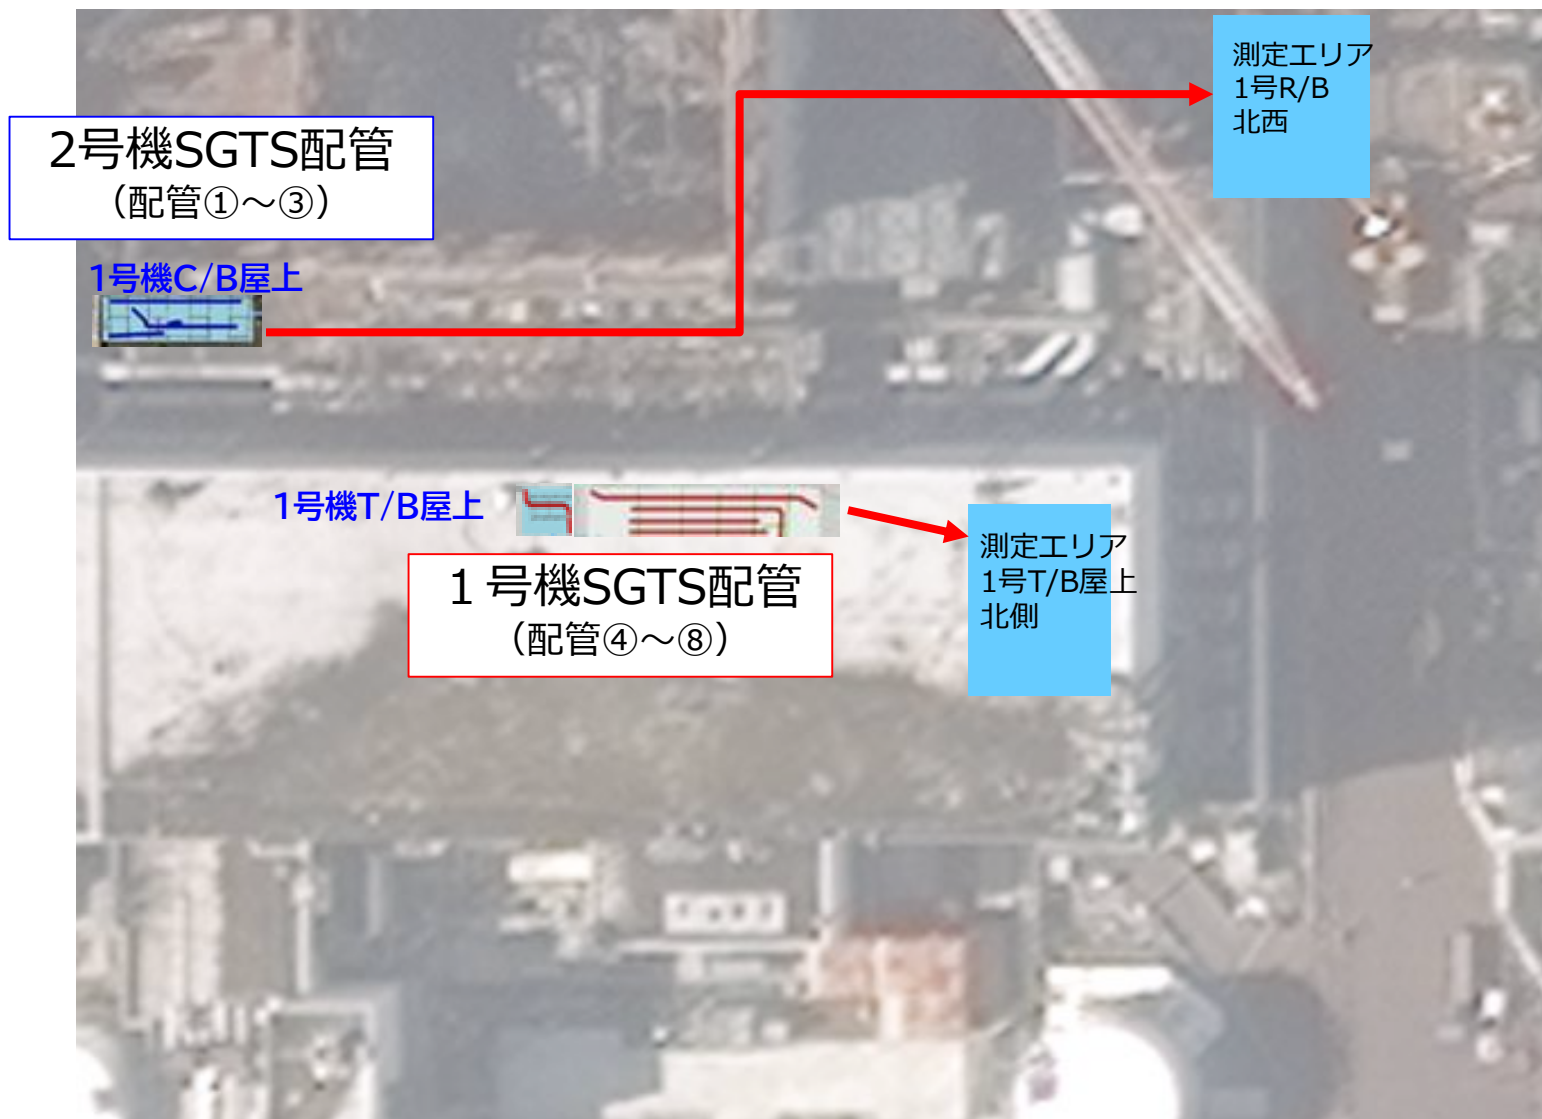 測定エリア
1号R/B
北西
2号機SGTS配管
（配管①～③）
1号機C/B屋上
1号機T/B屋上
測定エリア
1号T/B屋上
北側
１号機SGTS配管
（配管④～⑧）